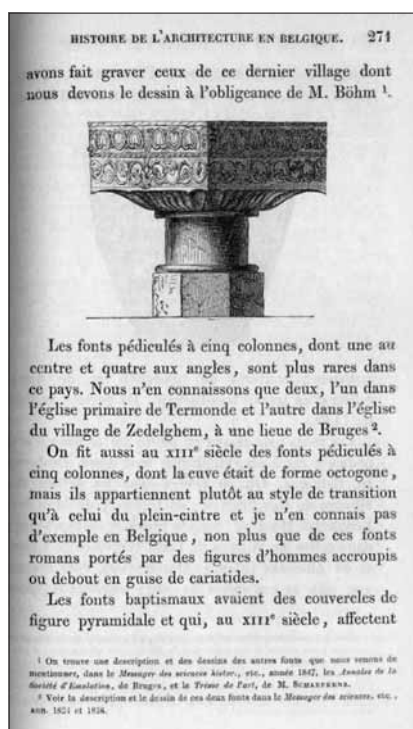 HISTOIRE DE L'ARCHITECTURE EN BELGIQUE. 271
avons fait graver ceux de ce dernier village dont
nous devons le dessin à l'obligeance de M. Böhm ¹.
Les fonts pédiculés à cinq colonnes, dont une au
centre et quatre aux angles, sont plus rares dans
ce pays. Nous n'en connaissons que deux, l'un dans
l'église primaire de Termonde et l'autre dans l'église
du village de Zedelghem, à une lieue de Bruges ².
On fit aussi au XIIIᵉ siècle des fonts pédiculés à
cinq colonnes, dont la cuve était de forme octogone,
mais ils appartiennent plutôt au style de transition
qu'à celui du plein-cintre et je n'en connais pas
d'exemple en Belgique, non plus que de ces fonts
romans portés par des figures d'hommes accroupis
ou debout en guise de cariatides.
Les fonts baptismaux avaient des couvercles de
figure pyramidale et qui, au XIIIᵉ siècle, affectent
¹ On trouve une description et des dessins des autres fonts que nous venons de
mentionner, dans le Messager des sciences histor., etc., année 1847, les Annales de la
Société d'Émulation, de Bruges, et le Trésor de l'art, de M. SCHAEPKENS.
² Voir la description et le dessin de ces deux fonts dans le Messager des sciences, etc.,
ann. 1824 et